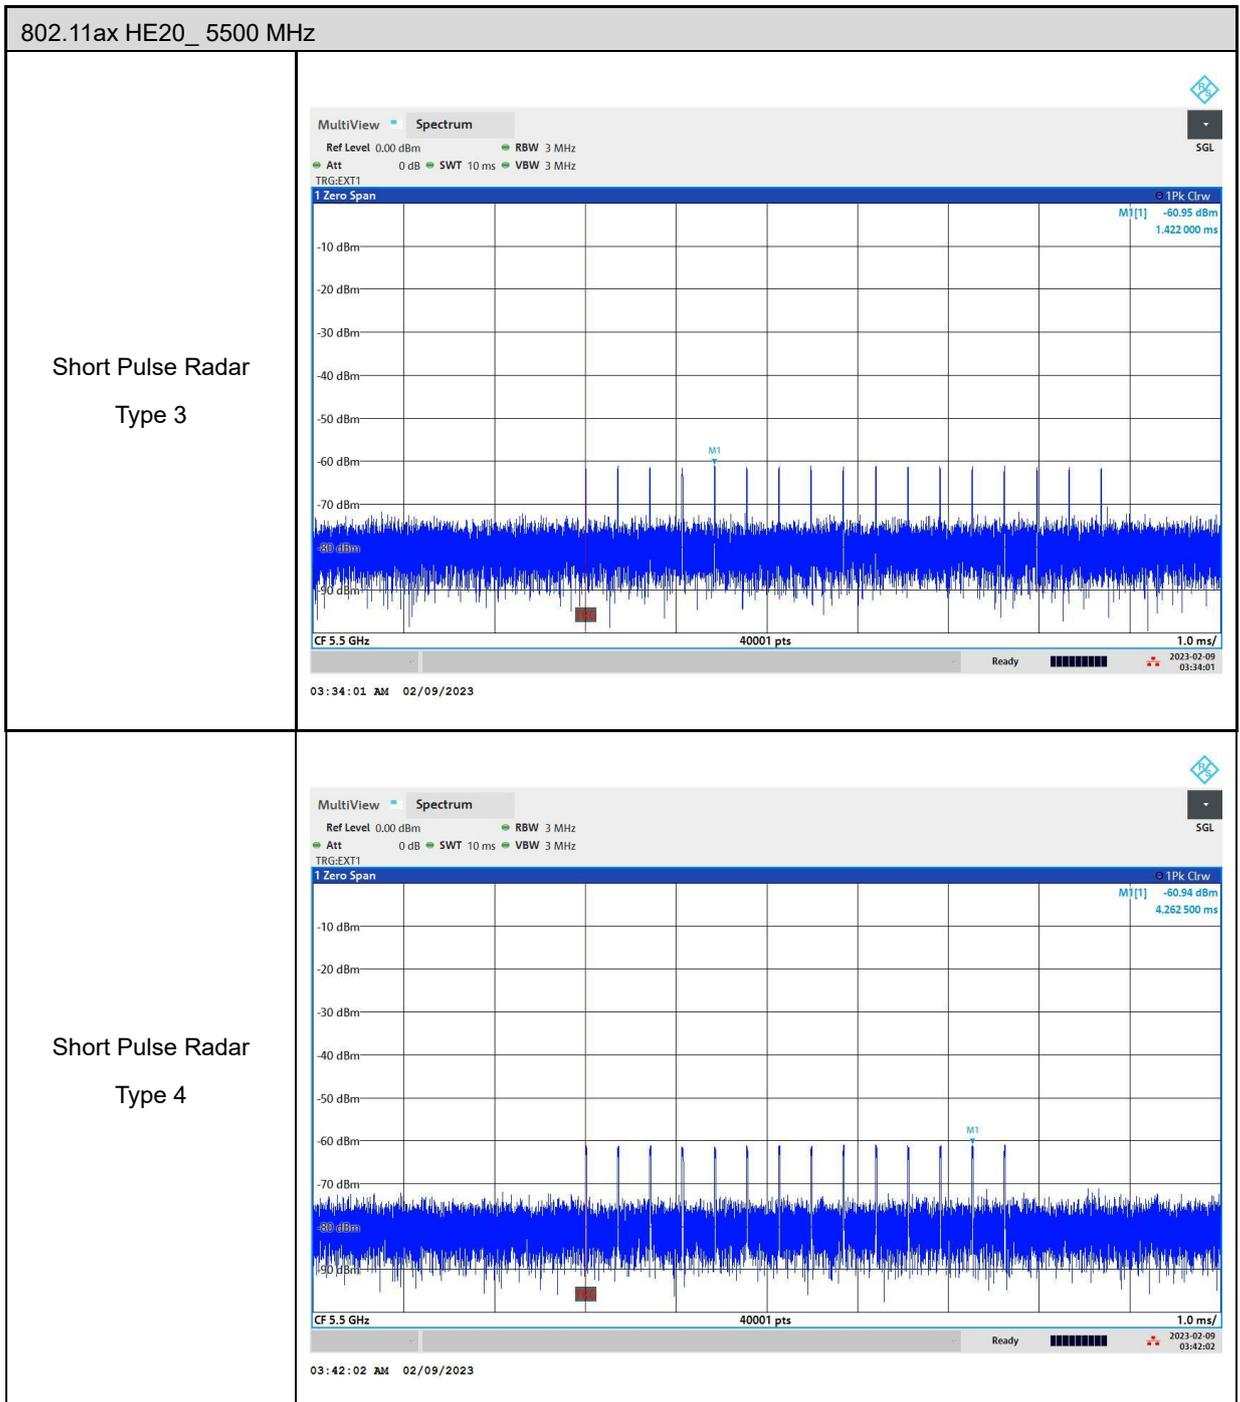 802.11ax HE20_ 5500 MHz
Short Pulse Radar
Type 3
R S
MultiView Spectrum
Ref Level 0.00 dBm RBW 3 MHz
SGL
Att 0 dB SWT 10 ms VBW 3 MHz
TRG:EXT1
1 Zero Span 1Pk Clrw
M1[1] -60.95 dBm
1.422 000 ms
-10 dBm
-20 dBm
-30 dBm
-40 dBm
-50 dBm
M1
-60 dBm
-70 dBm
-80 dBm
-90 dBm
TRG
CF 5.5 GHz 40001 pts 1.0 ms/
Ready 2023-02-09
03:34:01
03:34:01 AM 02/09/2023
Short Pulse Radar
Type 4
R S
MultiView Spectrum
Ref Level 0.00 dBm RBW 3 MHz
SGL
Att 0 dB SWT 10 ms VBW 3 MHz
TRG:EXT1
1 Zero Span 1Pk Clrw
M1[1] -60.94 dBm
4.262 500 ms
-10 dBm
-20 dBm
-30 dBm
-40 dBm
-50 dBm
M1
-60 dBm
-70 dBm
-80 dBm
-90 dBm
TRG
CF 5.5 GHz 40001 pts 1.0 ms/
Ready 2023-02-09
03:42:02
03:42:02 AM 02/09/2023